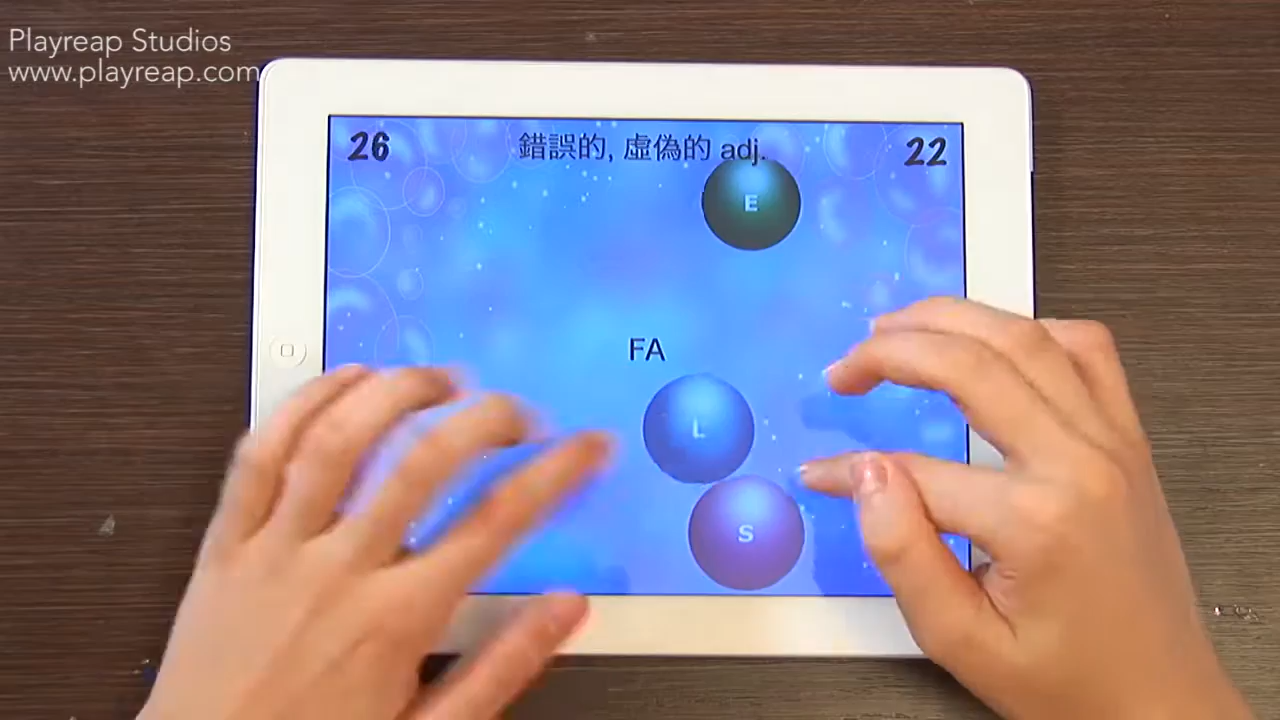 Playreap Studios
www.playreap.com
26
錯誤的, 虛偽的 adj.
22
E
FA
L
S